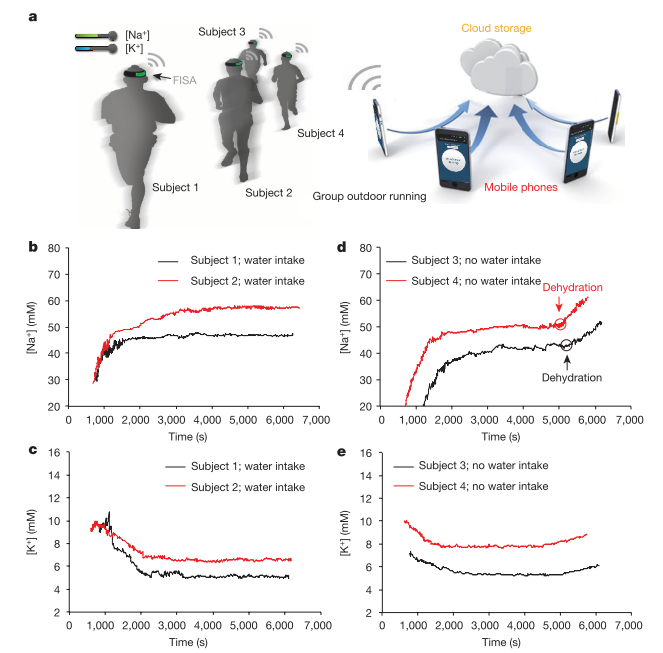 a
[Na⁺]
[K⁺]
FISA
Subject 3
Subject 4
Subject 1
Subject 2
Group outdoor running
Cloud storage
Mobile phones
b
80
70
60
50
40
30
20
[Na⁺] (mM)
Subject 1; water intake
Subject 2; water intake
0 1,000 2,000 3,000 4,000 5,000 6,000 7,000
Time (s)
d
80
70
60
50
40
30
20
[Na⁺] (mM)
Subject 3; no water intake
Subject 4; no water intake
Dehydration
Dehydration
0 1,000 2,000 3,000 4,000 5,000 6,000 7,000
Time (s)
c
16
14
12
10
8
6
4
2
[K⁺] (mM)
Subject 1; water intake
Subject 2; water intake
0 1,000 2,000 3,000 4,000 5,000 6,000 7,000
Time (s)
e
16
14
12
10
8
6
4
2
[K⁺] (mM)
Subject 3; no water intake
Subject 4; no water intake
0 1,000 2,000 3,000 4,000 5,000 6,000 7,000
Time (s)